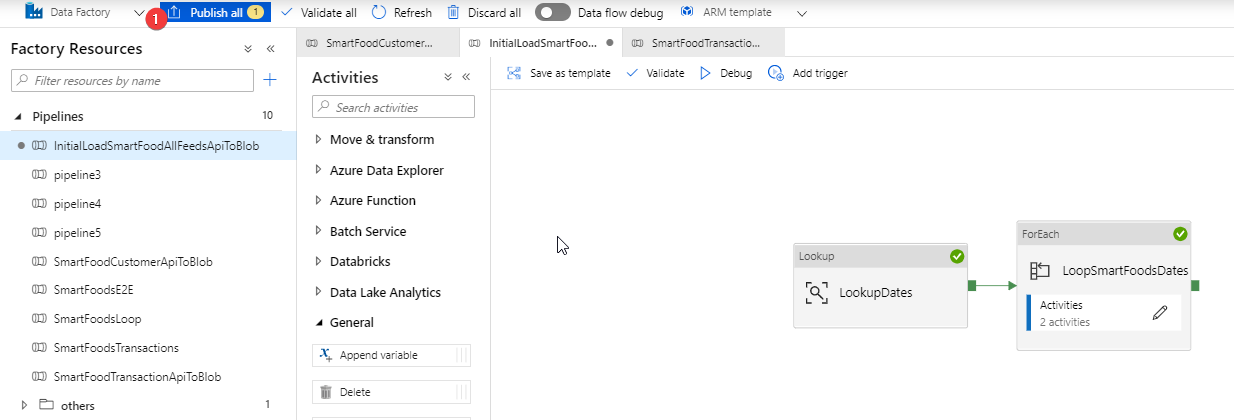 Data Factory 1 Publish all 1 Validate all Refresh Discard all Data flow debug ARM template
Factory Resources
Filter resources by name
Pipelines 10
InitialLoadSmartFoodAllFeedsApiToBlob
pipeline3
pipeline4
pipeline5
SmartFoodCustomerApiToBlob
SmartFoodsE2E
SmartFoodsLoop
SmartFoodsTransactions
SmartFoodTransactionApiToBlob
others 1
SmartFoodCustomer... InitialLoadSmartFoo... SmartFoodTransactio...
Activities
Search activities
Move & transform
Azure Data Explorer
Azure Function
Batch Service
Databricks
Data Lake Analytics
General
Append variable
Delete
Save as template Validate Debug Add trigger
Lookup
LookupDates
ForEach
LoopSmartFoodsDates
Activities
2 activities